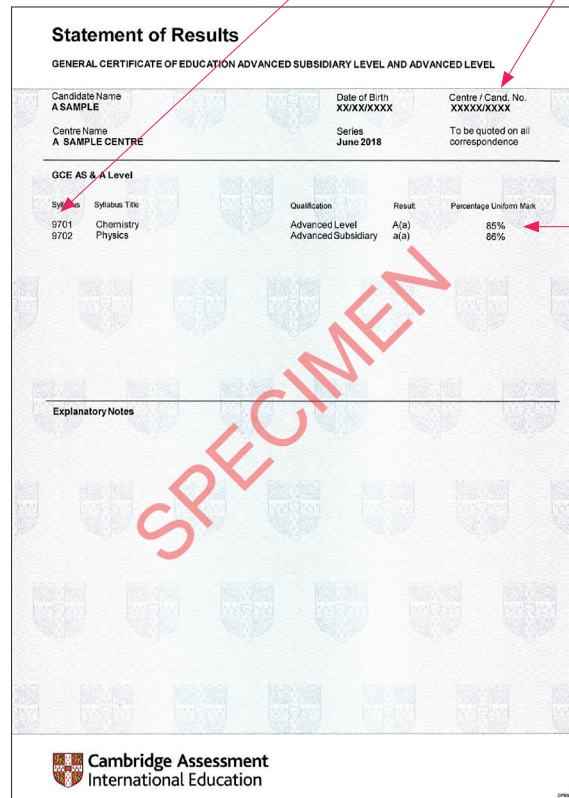 Statement of Results
GENERAL CERTIFICATE OF EDUCATION ADVANCED SUBSIDIARY LEVEL AND ADVANCED LEVEL
Candidate Name Date of Birth Centre / Cand. No.
A SAMPLE XX/XX/XXXX XXXXX/XXXX
Centre Name Series To be quoted on all
A SAMPLE CENTRE June 2018 correspondence
GCE AS & A Level
Syllabus Syllabus Title Qualification Result Percentage Uniform Mark
9701 Chemistry Advanced Level A(a) 85%
9702 Physics Advanced Subsidiary a(a) 86%
SPECIMEN
Explanatory Notes
Cambridge Assessment
International Education